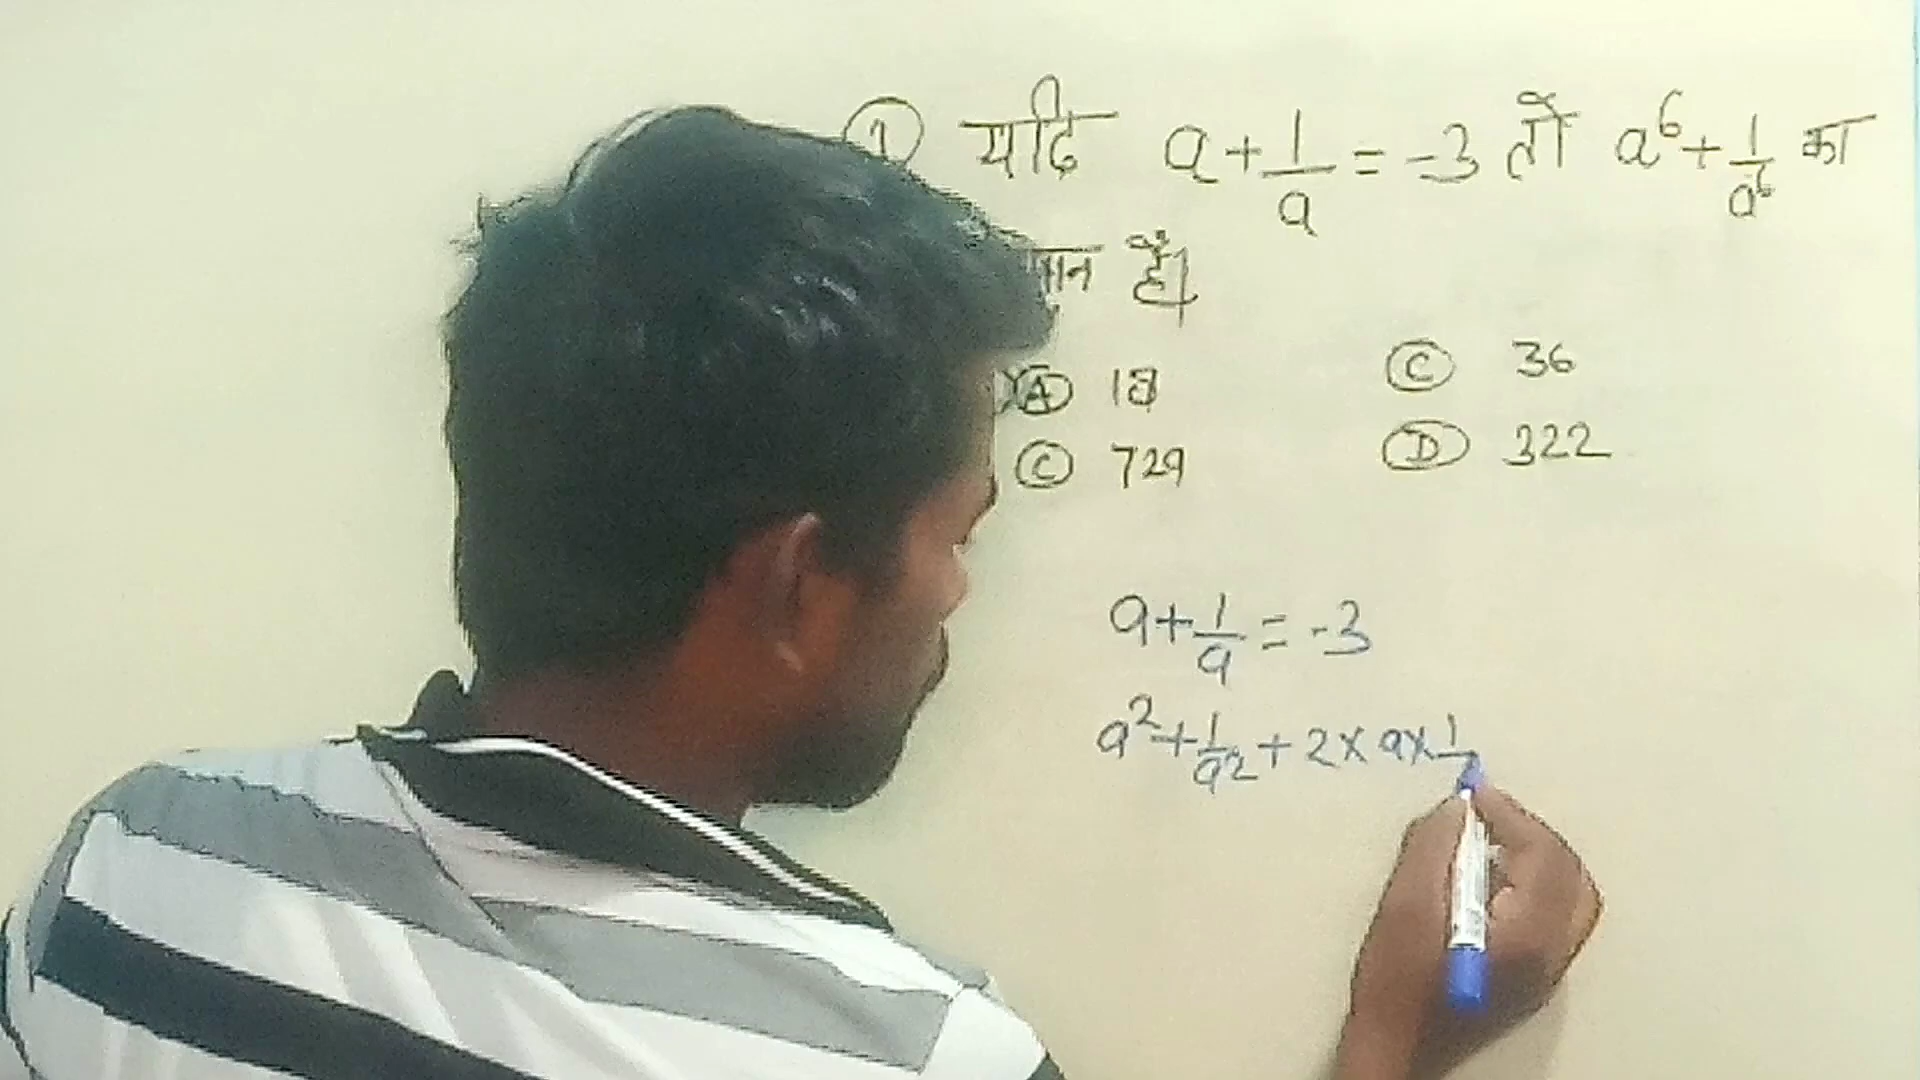 ① यदि a + 1/a = -3 तो a⁶ + 1/a⁶ का
मान है।
Ⓐ 18 Ⓒ 36
Ⓒ 729 Ⓓ 322
a + 1/a = -3
a² + 1/a² + 2 × a × 1/